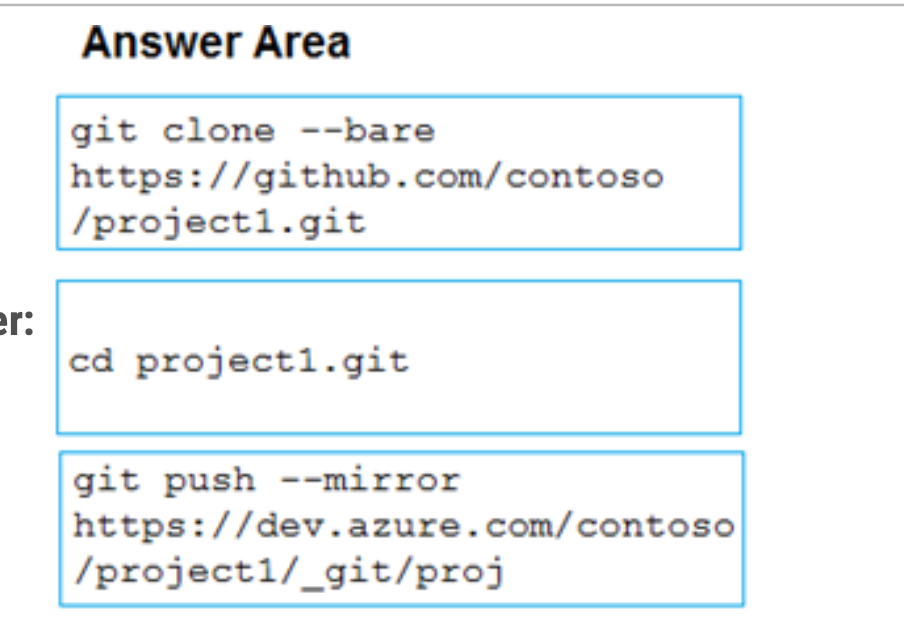 Answer Area
git clone --bare
https://github.com/contoso
/project1.git
er:
cd project1.git
git push --mirror
https://dev.azure.com/contoso
/project1/_git/proj